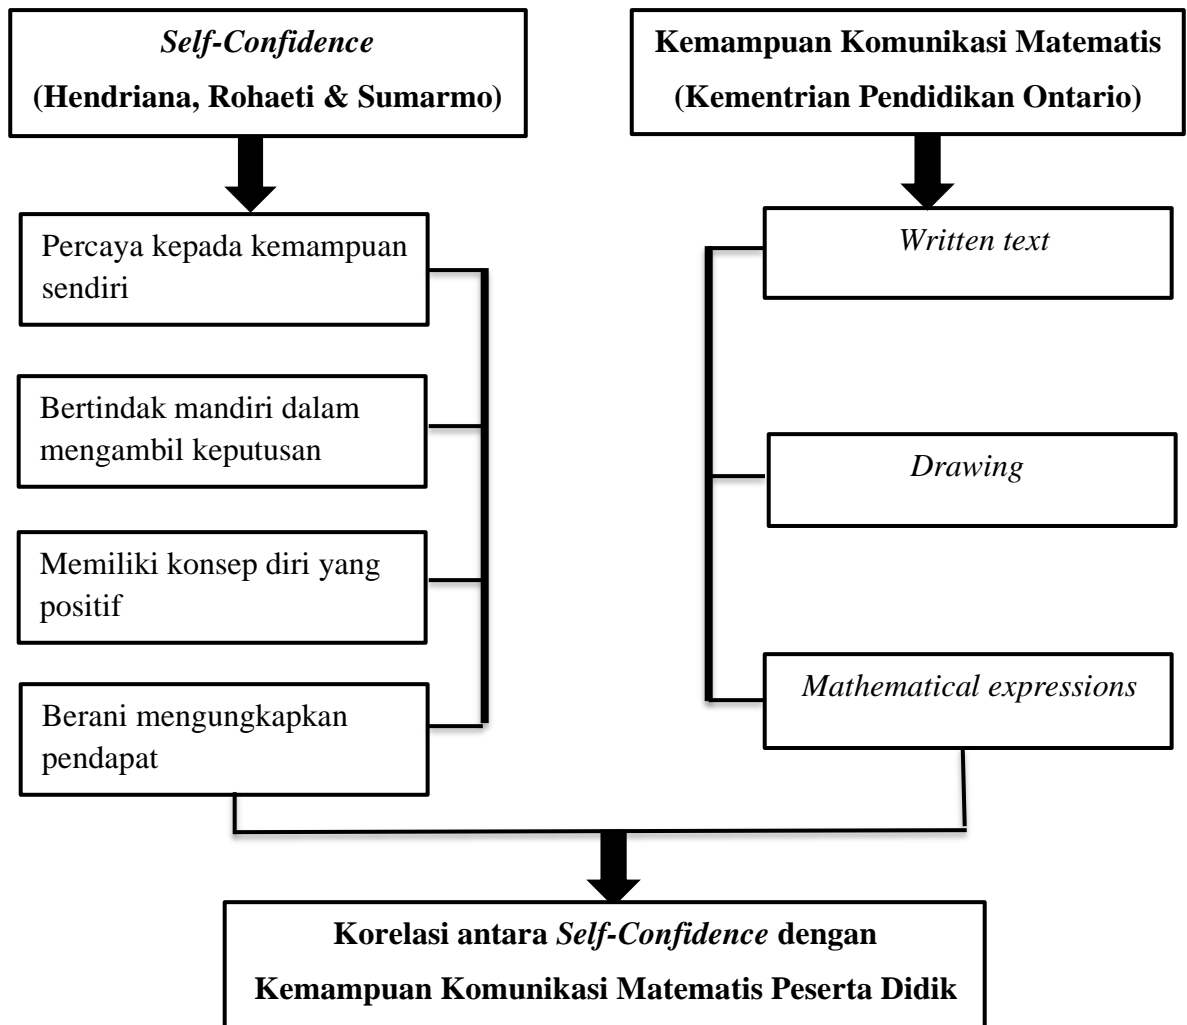 Self-Confidence
(Hendriana, Rohaeti & Sumarmo)
Percaya kepada kemampuan
sendiri
Bertindak mandiri dalam
mengambil keputusan
Memiliki konsep diri yang
positif
Berani mengungkapkan
pendapat
Kemampuan Komunikasi Matematis
(Kementrian Pendidikan Ontario)
Written text
Drawing
Mathematical expressions
Korelasi antara Self-Confidence dengan
Kemampuan Komunikasi Matematis Peserta Didik